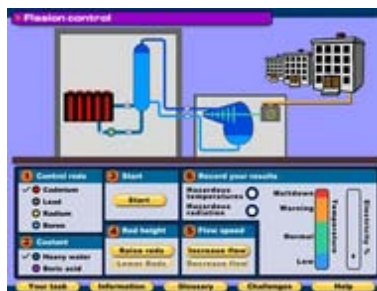 Fission control
1 Control rods
Cadmium
Lead
Radium
Boron
2 Coolant
Heavy water
Boric acid
3 Start
Start
4 Rod height
Raise rods
Lower Rods
5 Flow speed
Increase flow
Decrease flow
6 Record your results
Hazardous
temperatures
Hazardous
radiation
Meltdown
Warning
Normal
Low
Temperature
Electricity %
Your task
Information
Glossary
Challenges
Help